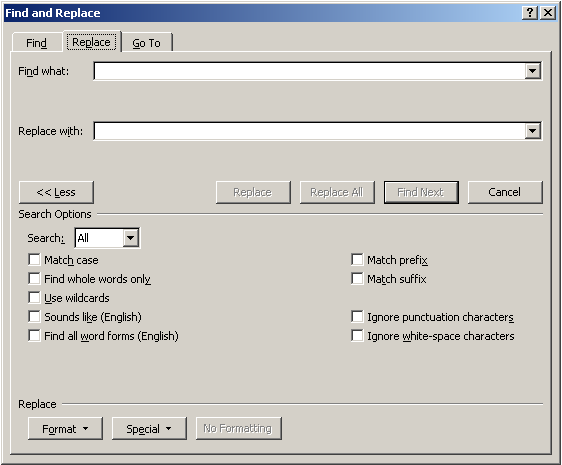 Find and Replace
Find Replace Go To
Find what:
Replace with:
<< Less Replace Replace All Find Next Cancel
Search Options
Search: All
Match case Match prefix
Find whole words only Match suffix
Use wildcards
Sounds like (English) Ignore punctuation characters
Find all word forms (English) Ignore white-space characters
Replace
Format Special No Formatting